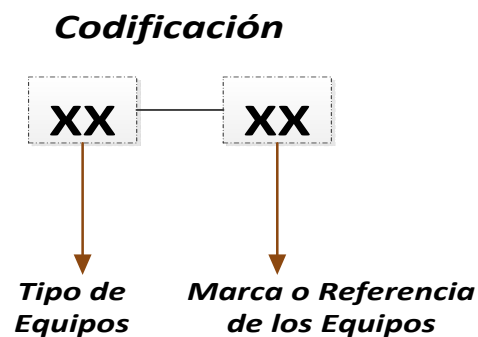 Codificación
XX XX
Tipo de Equipos
Marca o Referencia de los Equipos